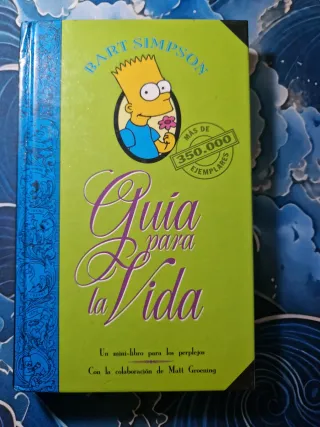 BART SIMPSON
MÁS DE
350.000
EJEMPLARES
Guía
para
la Vida
Un mini-libro para los perplejos
Con la colaboración de Matt Groening